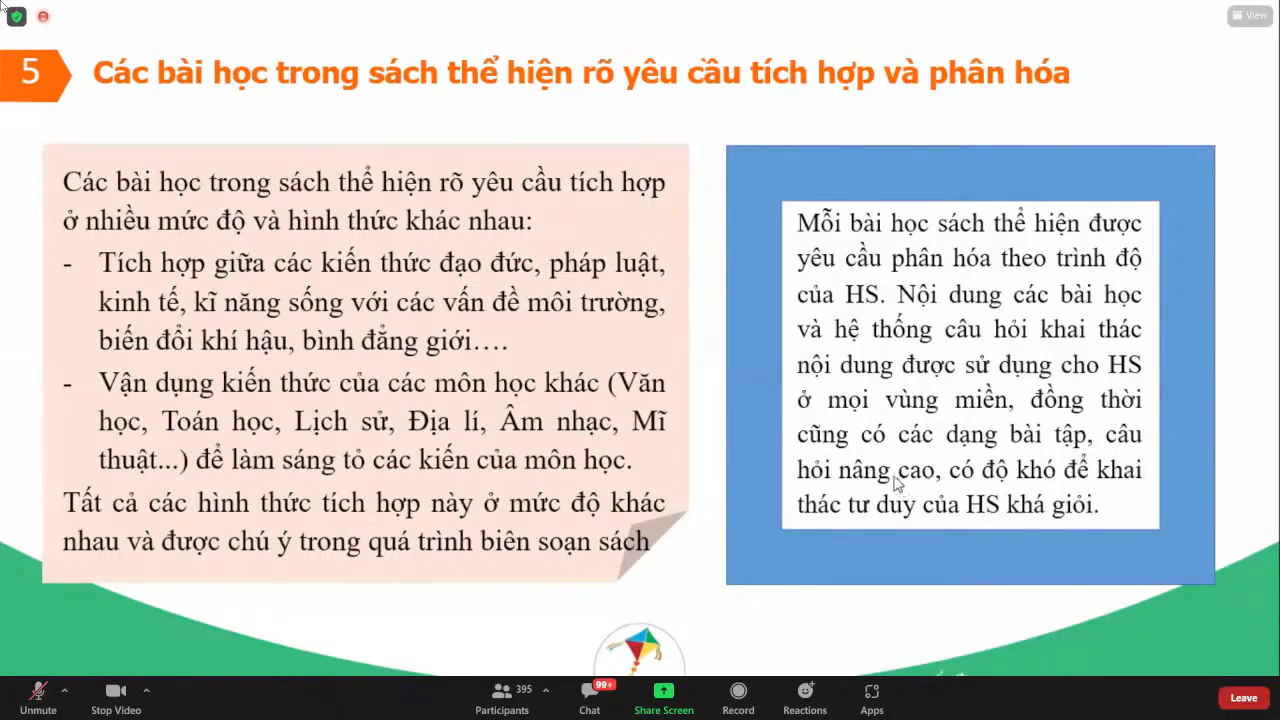 View
5
Các bài học trong sách thể hiện rõ yêu cầu tích hợp và phân hóa
Các bài học trong sách thể hiện rõ yêu cầu tích hợp
ở nhiều mức độ và hình thức khác nhau:
- Tích hợp giữa các kiến thức đạo đức, pháp luật,
kinh tế, kĩ năng sống với các vấn đề môi trường,
biến đổi khí hậu, bình đẳng giới….
- Vận dụng kiến thức của các môn học khác (Văn
học, Toán học, Lịch sử, Địa lí, Âm nhạc, Mĩ
thuật...) để làm sáng tỏ các kiến của môn học.
Tất cả các hình thức tích hợp này ở mức độ khác
nhau và được chú ý trong quá trình biên soạn sách
Mỗi bài học sách thể hiện được
yêu cầu phân hóa theo trình độ
của HS. Nội dung các bài học
và hệ thống câu hỏi khai thác
nội dung được sử dụng cho HS
ở mọi vùng miền, đồng thời
cũng có các dạng bài tập, câu
hỏi nâng cao, có độ khó để khai
thác tư duy của HS khá giỏi.
Unmute
Stop Video
395
Participants
99+
Chat
Share Screen
Record
Reactions
Apps
Leave